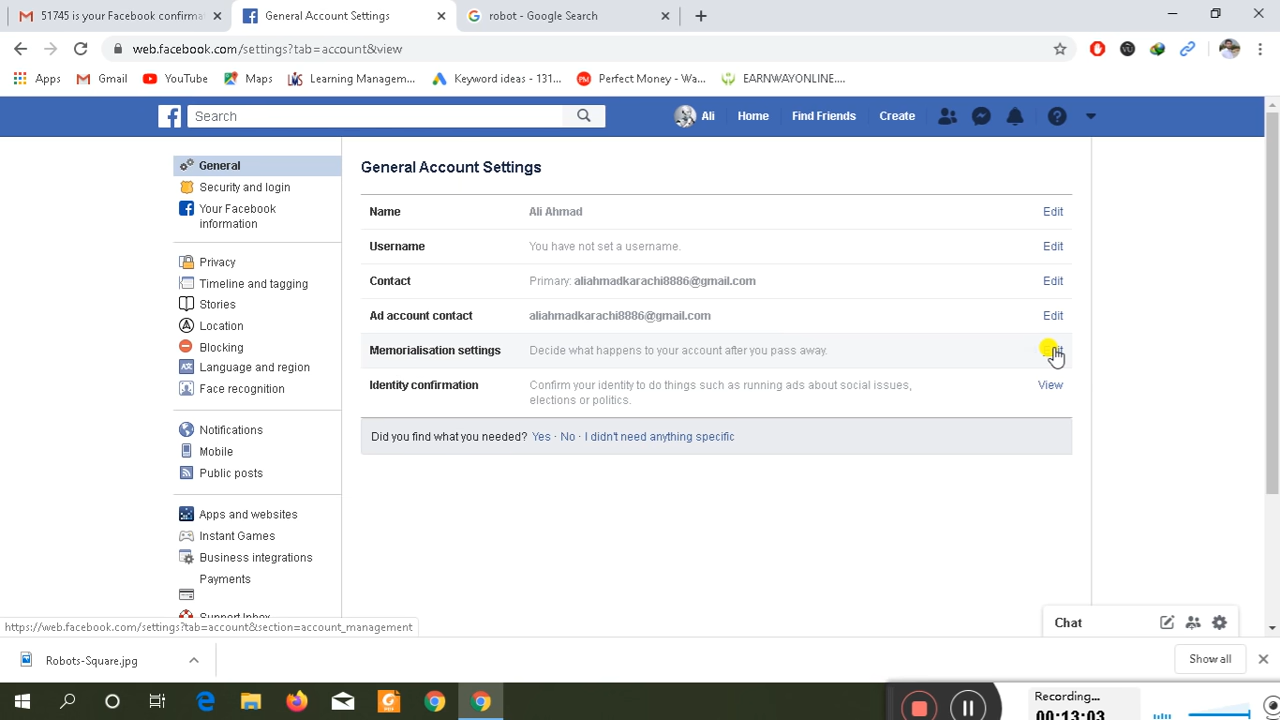 51745 is your Facebook confirma
General Account Settings
robot - Google Search
web.facebook.com/settings?tab=account&view
Apps
Gmail
YouTube
Maps
Learning Managem...
Keyword ideas - 131...
Perfect Money - Wa...
EARNWAYONLINE....
Search
Ali
Home
Find Friends
Create
General
Security and login
Your Facebook
information
Privacy
Timeline and tagging
Stories
Location
Blocking
Language and region
Face recognition
Notifications
Mobile
Public posts
Apps and websites
Instant Games
Business integrations
Payments
Support Inbox
General Account Settings
Name Ali Ahmad Edit
Username You have not set a username. Edit
Contact Primary: aliahmadkarachi8886@gmail.com Edit
Ad account contact aliahmadkarachi8886@gmail.com Edit
Memorialisation settings Decide what happens to your account after you pass away.
Identity confirmation Confirm your identity to do things such as running ads about social issues, View
elections or politics.
Did you find what you needed? Yes · No · I didn't need anything specific
Chat
https://web.facebook.com/settings?tab=account&section=account_management
Robots-Square.jpg
Show all
Recording...
00:13:03